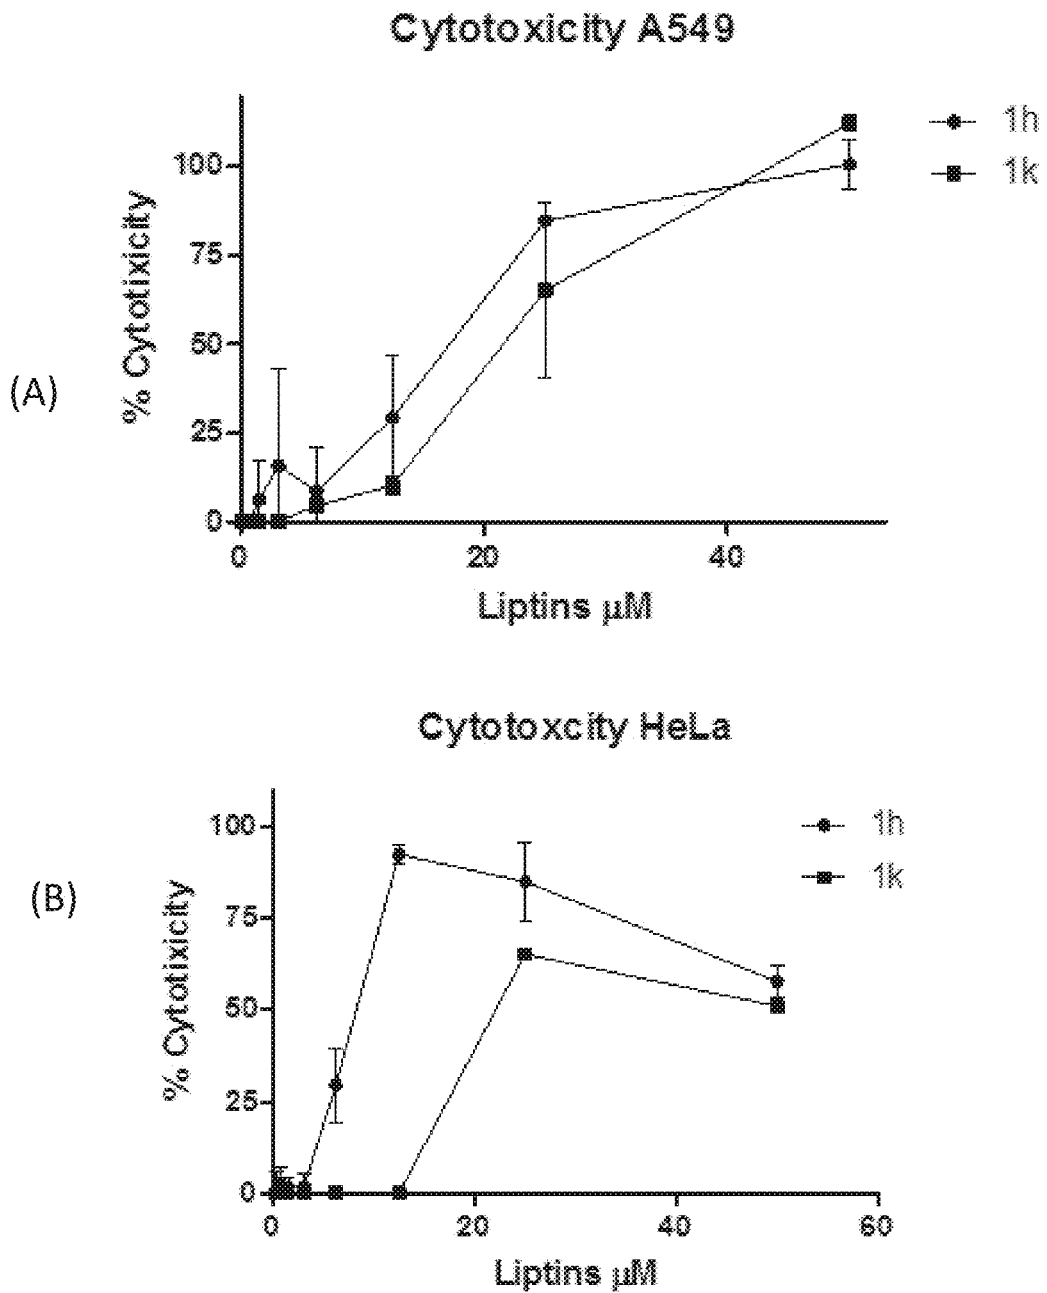 Cytotoxicity A549
1h
1k
100
75
50
25
0
% Cytotixicity
(A)
0 20 40
Liptins µM
Cytotoxcity HeLa
1h
1k
100
75
50
25
0
% Cytotixicity
(B)
0 20 40 60
Liptins µM